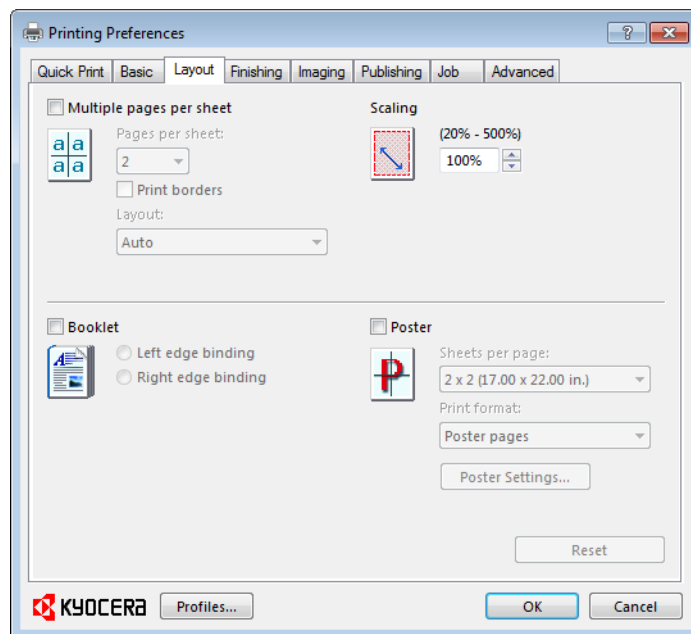 Printing Preferences
Quick Print Basic Layout Finishing Imaging Publishing Job Advanced
Multiple pages per sheet
Pages per sheet:
2
Print borders
Layout:
Auto
Scaling
(20% - 500%)
100%
Booklet
Left edge binding
Right edge binding
Poster
Sheets per page:
2 x 2 (17.00 x 22.00 in.)
Print format:
Poster pages
Poster Settings...
Reset
KYOCERA Profiles... OK Cancel